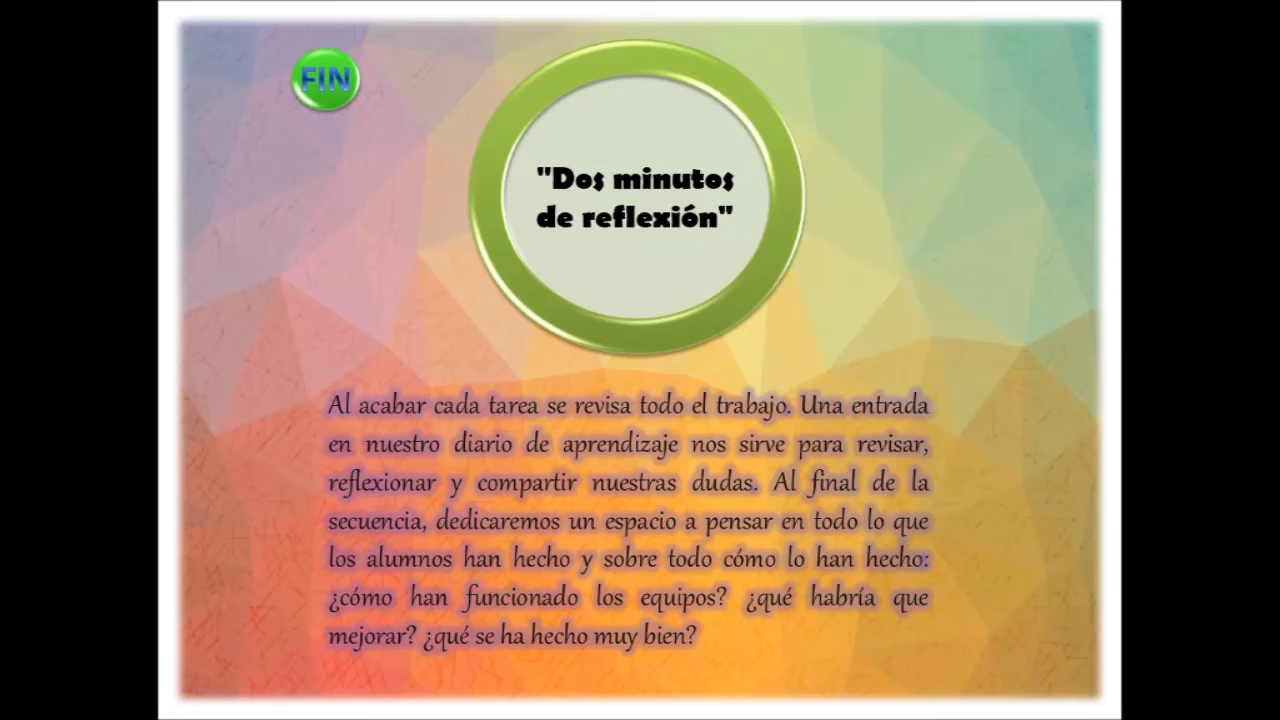 FIN
"Dos minutos
de reflexión"
Al acabar cada tarea se revisa todo el trabajo. Una entrada
en nuestro diario de aprendizaje nos sirve para revisar,
reflexionar y compartir nuestras dudas. Al final de la
secuencia, dedicaremos un espacio a pensar en todo lo que
los alumnos han hecho y sobre todo cómo lo han hecho:
¿cómo han funcionado los equipos? ¿qué habría que
mejorar? ¿qué se ha hecho muy bien?